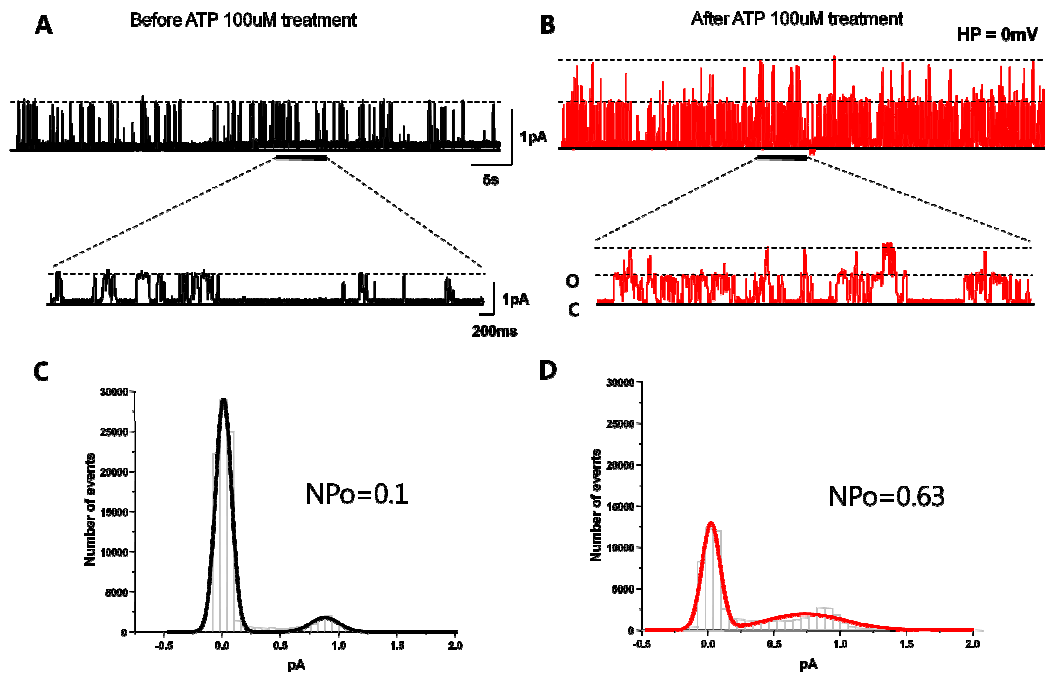 A
Before ATP 100uM treatment
B
After ATP 100uM treatment
HP = 0mV
1pA
5s
1pA
200ms
O
C
C
30000
25000
20000
15000
10000
5000
0
Number of events
NPo=0.1
-0.5
0.0
0.5
1.0
1.5
2.0
pA
D
30000
25000
20000
15000
10000
5000
0
Number of events
NPo=0.63
-0.5
0.0
0.5
1.0
1.5
2.0
pA